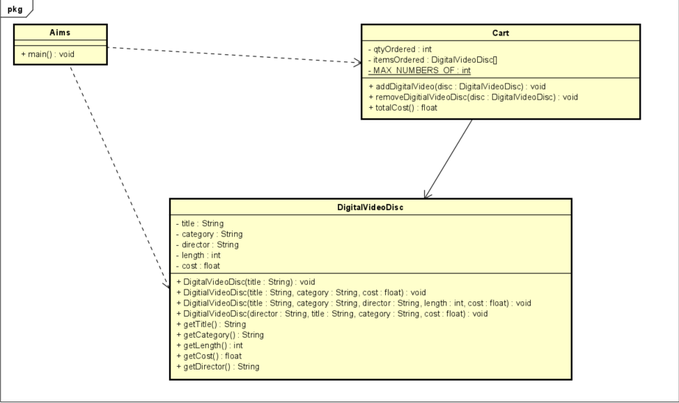 pkg
Aims
+ main() : void
Cart
- qtyOrdered : int
- itemsOrdered : DigitalVideoDisc[]
- MAX_NUMBERS_OF : int
+ addDigitalVideo(disc : DigitalVideoDisc) : void
+ removeDigitialVideoDisc(disc : DigitalVideoDisc) : void
+ totalCost() : float
DigitalVideoDisc
- title : String
- category : String
- director : String
- length : int
- cost : float
+ DigitalVideoDisc(title : String) : void
+ DigitialVideoDisc(title : String, category : String, cost : float) : void
+ DigitialVideoDisc(title : String, category : String, director : String, length : int, cost : float) : void
+ DigitalVideoDisc(director : String, title : String, category : String, cost : float) : void
+ getTitle() : String
+ getCategory() : String
+ getLength() : int
+ getCost() : float
+ getDirector() : String